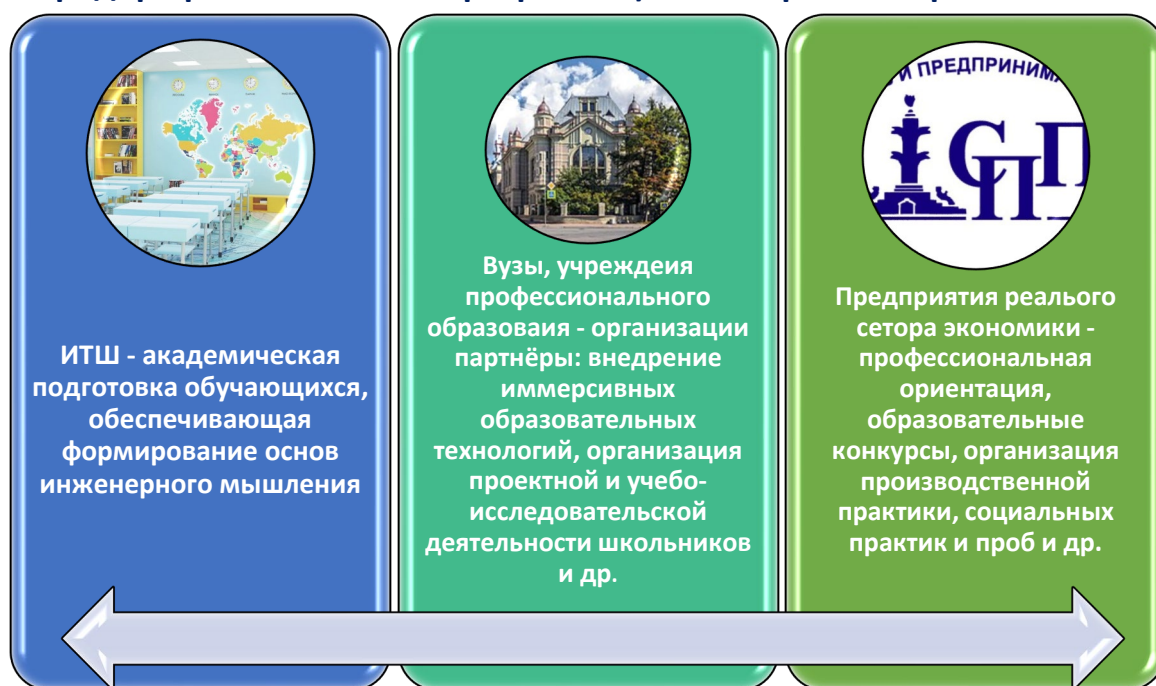 И ПРЕДПРИНИМ
СПП
ИТШ - академическая
подготовка обучающихся,
обеспечивающая
формирование основ
инженерного мышления
Вузы, учреждеия
профессионального
образоваия - организации
партнёры: внедрение
иммерсивных
образовательных
технологий, организация
проектной и учебо-
исследовательской
деятельности школьников
и др.
Предприятия реального
сетора экономики -
профессиональная
ориентация,
образовательные
конкурсы, организация
производственной
практики, социальных
практик и проб и др.